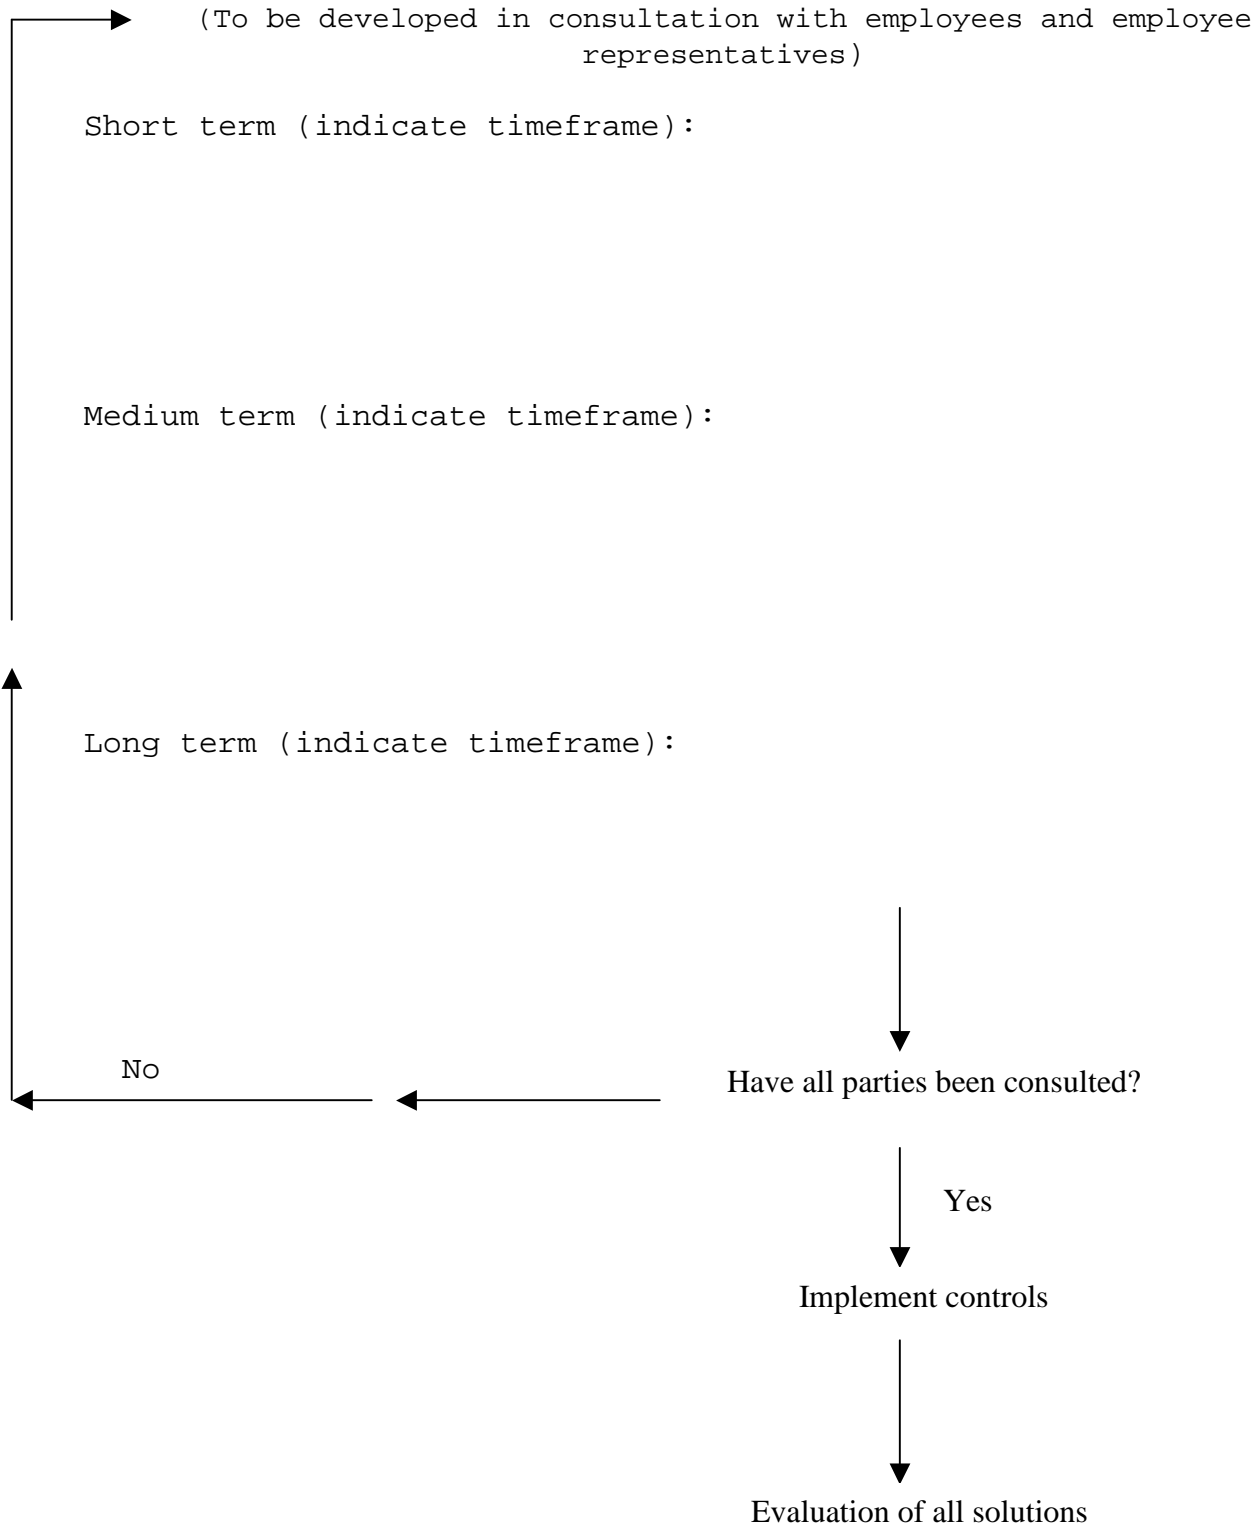 (To be developed in consultation with employees and employee
representatives)
Short term (indicate timeframe):
Medium term (indicate timeframe):
Long term (indicate timeframe):
No
Have all parties been consulted?
Yes
Implement controls
Evaluation of all solutions